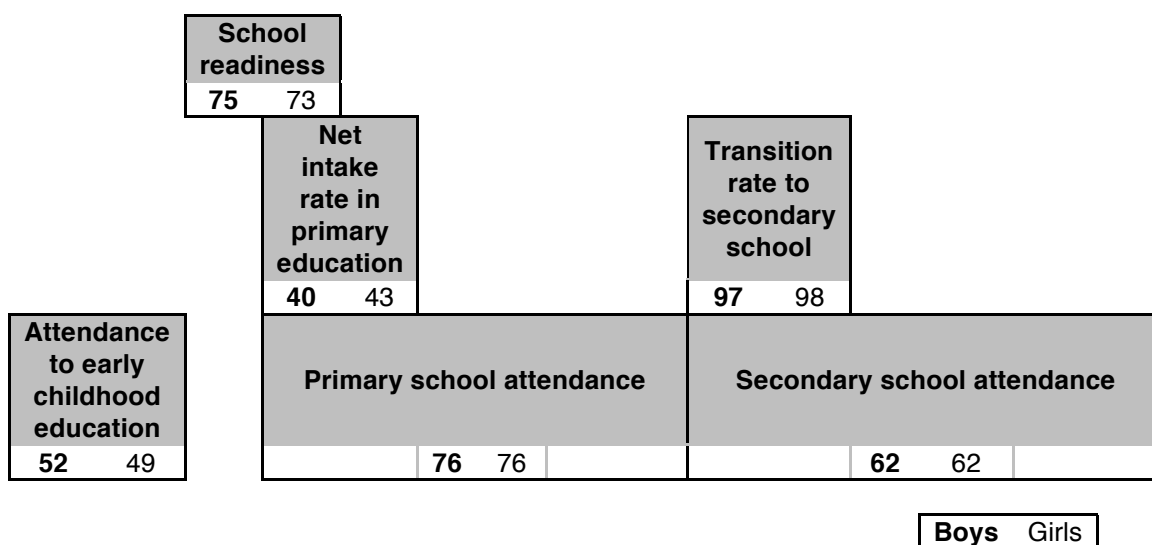 School
readiness
75 73
Net
intake
rate in
primary
education
40 43
Transition
rate to
secondary
school
97 98
Attendance
to early
childhood
education
52 49
Primary school attendance
76 76
Secondary school attendance
62 62
Boys Girls